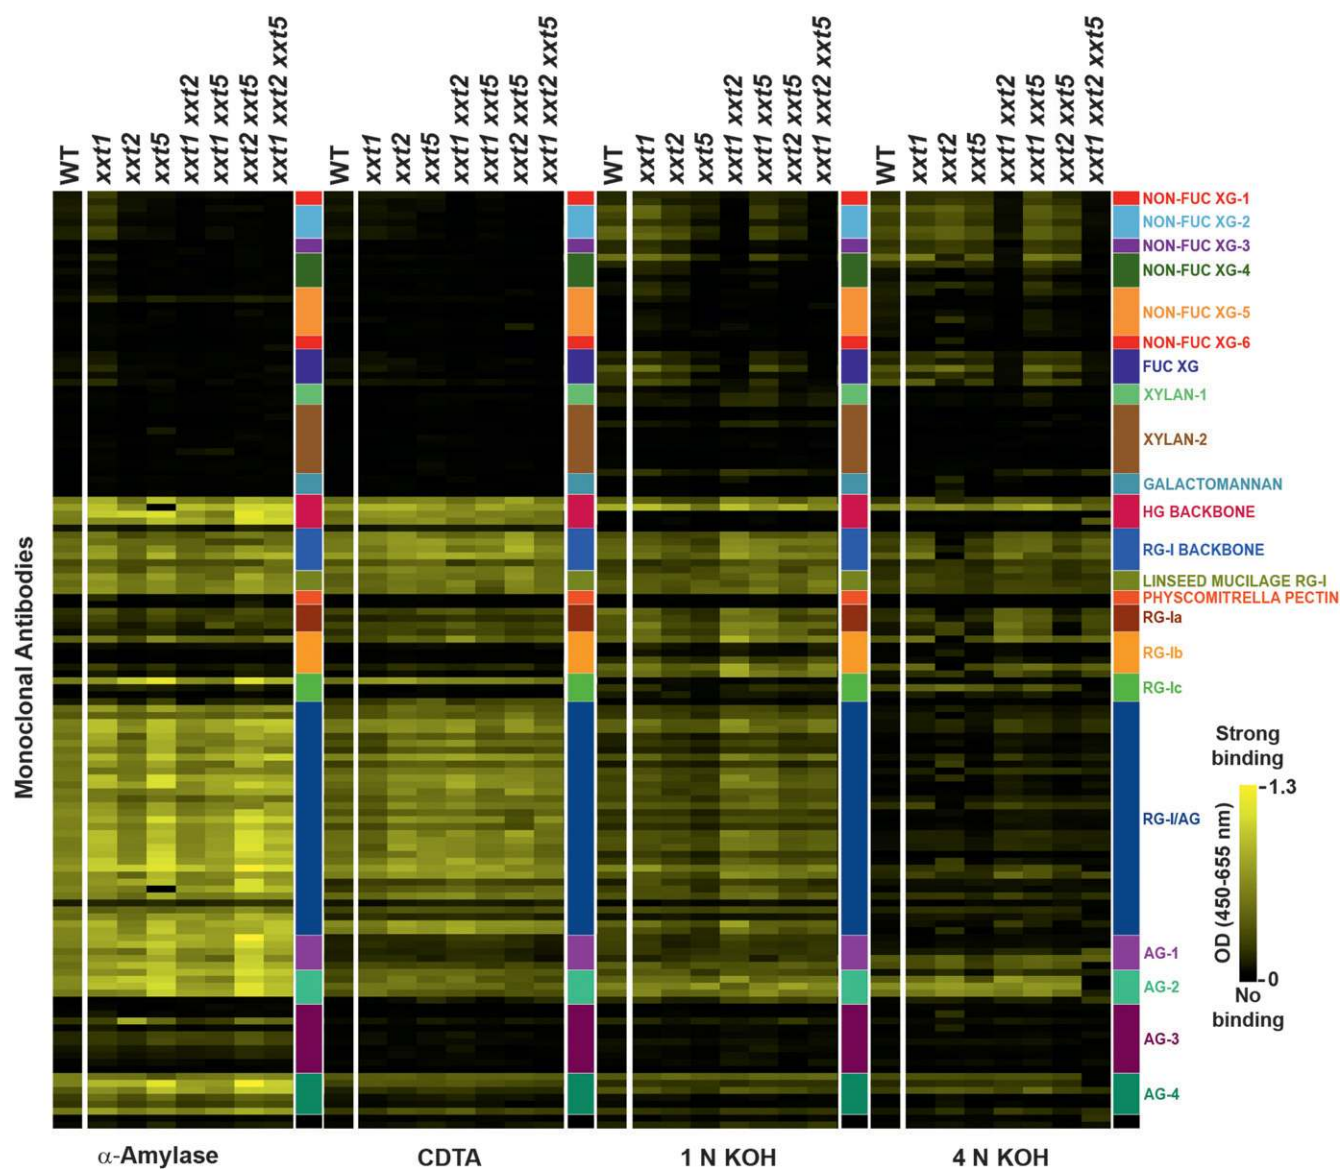 WT
xxt1
xxt2
xxt5
xxt1 xxt2
xxt1 xxt5
xxt2 xxt5
xxt1 xxt2 xxt5
WT
xxt1
xxt2
xxt5
xxt1 xxt2
xxt1 xxt5
xxt2 xxt5
xxt1 xxt2 xxt5
WT
xxt1
xxt2
xxt5
xxt1 xxt2
xxt1 xxt5
xxt2 xxt5
xxt1 xxt2 xxt5
WT
xxt1
xxt2
xxt5
xxt1 xxt2
xxt1 xxt5
xxt2 xxt5
xxt1 xxt2 xxt5
Monoclonal Antibodies
NON-FUC XG-1
NON-FUC XG-2
NON-FUC XG-3
NON-FUC XG-4
NON-FUC XG-5
NON-FUC XG-6
FUC XG
XYLAN-1
XYLAN-2
GALACTOMANNAN
HG BACKBONE
RG-I BACKBONE
LINSEED MUCILAGE RG-I
PHYSCOMITRELLA PECTIN
RG-Ia
RG-Ib
RG-Ic
RG-I/AG
AG-1
AG-2
AG-3
AG-4
Strong
binding
1.3
OD (450-655 nm)
0
No
binding
α-Amylase
CDTA
1 N KOH
4 N KOH